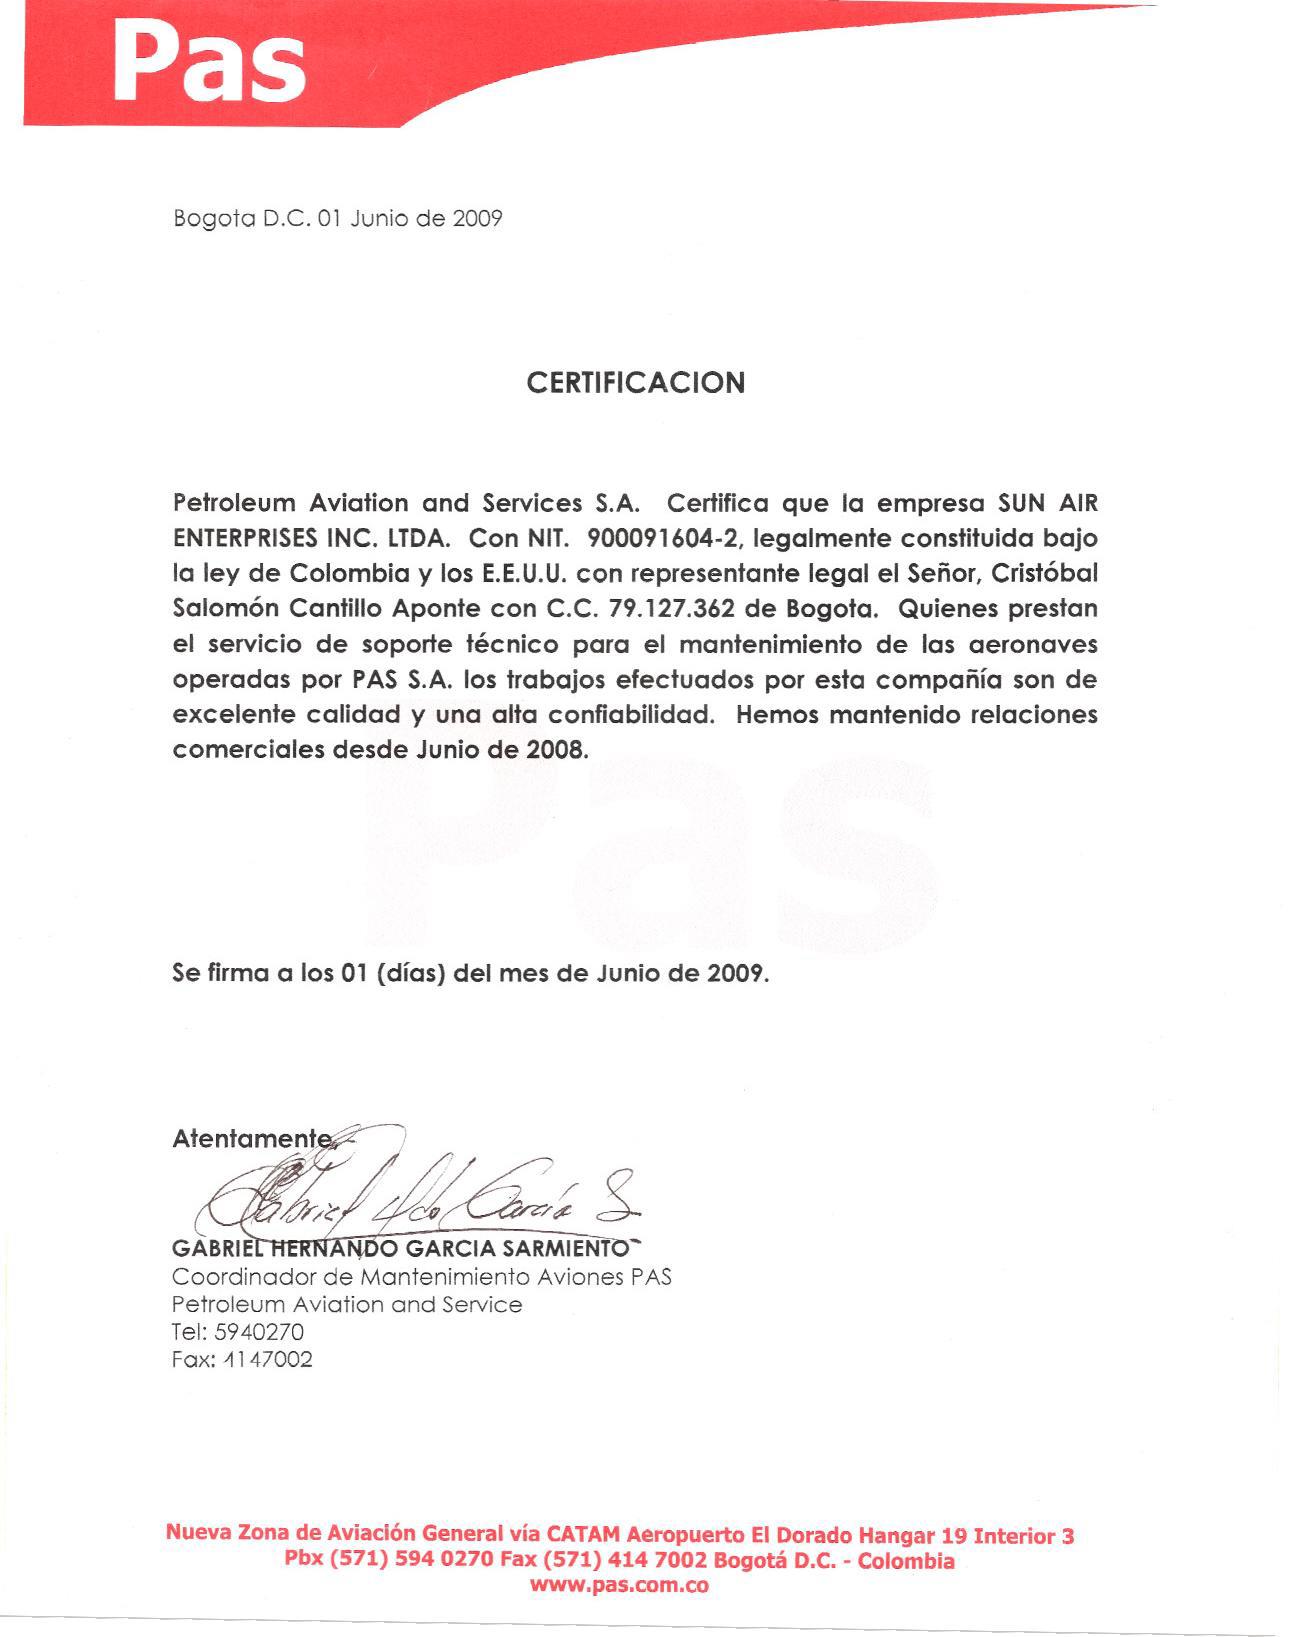 Pas
Bogota D.C. 01 Junio de 2009
CERTIFICACION
Petroleum Aviation and Services S.A. Certifica que la empresa SUN AIR
ENTERPRISES INC. LTDA. Con NIT. 900091604-2, legalmente constituida bajo
la ley de Colombia y los E.E.U.U. con representante legal el Señor, Cristóbal
Salomón Cantillo Aponte con C.C. 79.127.362 de Bogota. Quienes prestan
el servicio de soporte técnico para el mantenimiento de las aeronaves
operadas por PAS S.A. los trabajos efectuados por esta compañía son de
excelente calidad y una alta confiabilidad. Hemos mantenido relaciones
comerciales desde Junio de 2008.
Pas
Se firma a los 01 (días) del mes de Junio de 2009.
Atentamente,
Gabriel Hdo García S
GABRIEL HERNANDO GARCIA SARMIENTO
Coordinador de Mantenimiento Aviones PAS
Petroleum Aviation and Service
Tel: 5940270
Fax: 4147002
Nueva Zona de Aviación General vía CATAM Aeropuerto El Dorado Hangar 19 Interior 3
Pbx (571) 594 0270 Fax (571) 414 7002 Bogotá D.C. - Colombia
www.pas.com.co